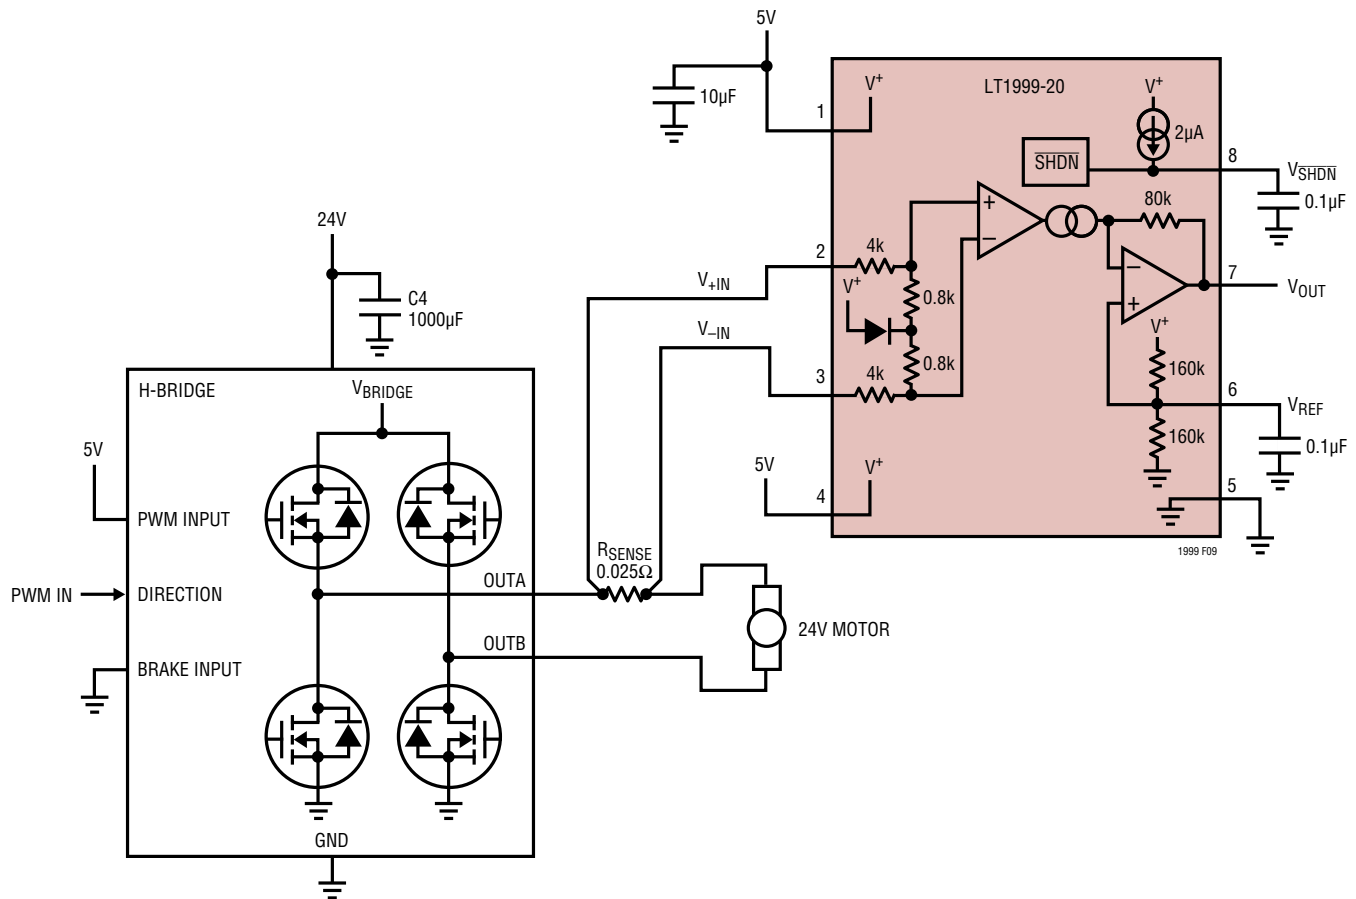 5V
10µF
1
V+
LT1999-20
V+
2µA
SHDN
8
VSHDN
0.1µF
80k
24V
2
4k
V+IN
V+
0.8k
7
VOUT
C4
1000µF
V–IN
V+
0.8k
3
4k
160k
6
VREF
H-BRIDGE
VBRIDGE
160k
0.1µF
5V
5V
V+
4
5
PWM INPUT
1999 F09
RSENSE
0.025Ω
OUTA
PWM IN
DIRECTION
24V MOTOR
OUTB
BRAKE INPUT
GND